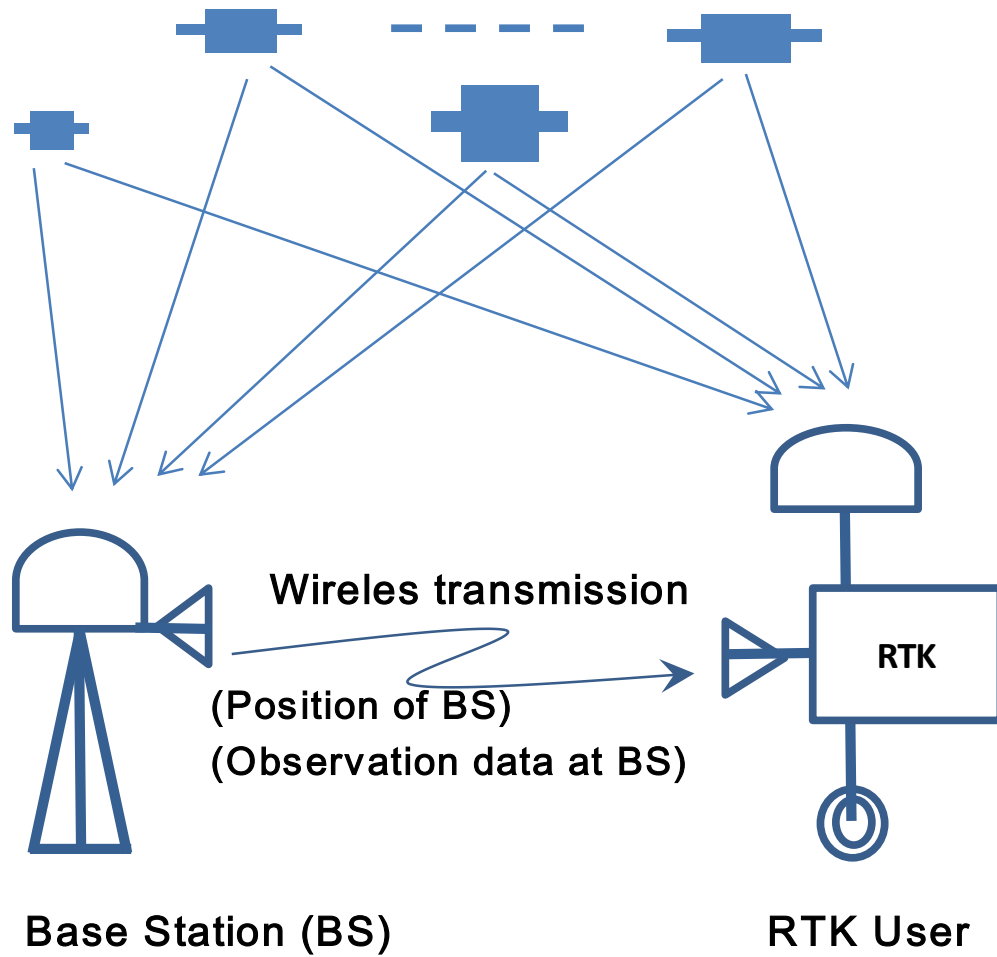 Wireles transmission
RTK
(Position of BS)
(Observation data at BS)
Base Station (BS)
RTK User